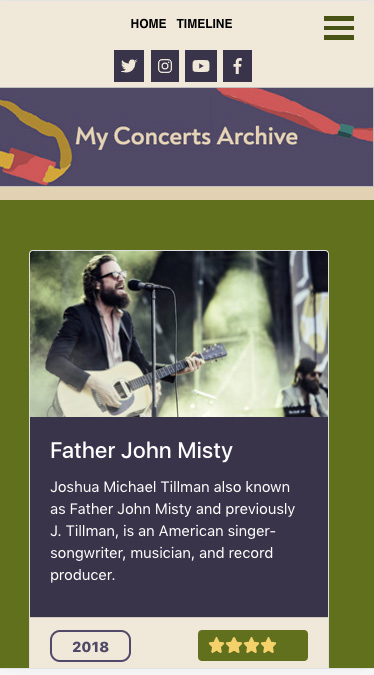 HOME TIMELINE
My Concerts Archive
Father John Misty
Joshua Michael Tillman also known
as Father John Misty and previously
J. Tillman, is an American singer-
songwriter, musician, and record
producer.
2018